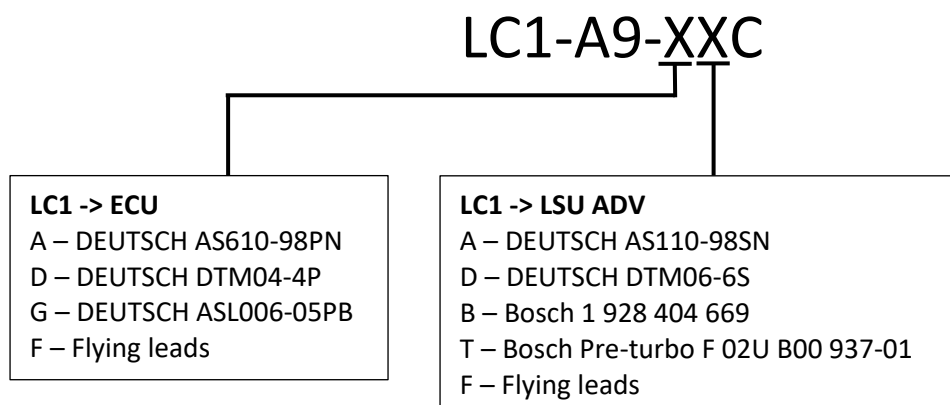 LC1-A9-XXC
LC1 -> ECU
A – DEUTSCH AS610-98PN
D – DEUTSCH DTM04-4P
G – DEUTSCH ASL006-05PB
F – Flying leads
LC1 -> LSU ADV
A – DEUTSCH AS110-98SN
D – DEUTSCH DTM06-6S
B – Bosch 1 928 404 669
T – Bosch Pre-turbo F 02U B00 937-01
F – Flying leads